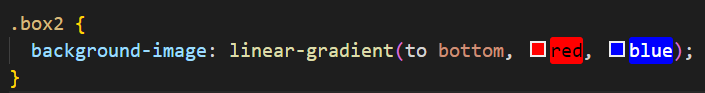 .box2 {
  background-image: linear-gradient(to bottom, red, blue);
}